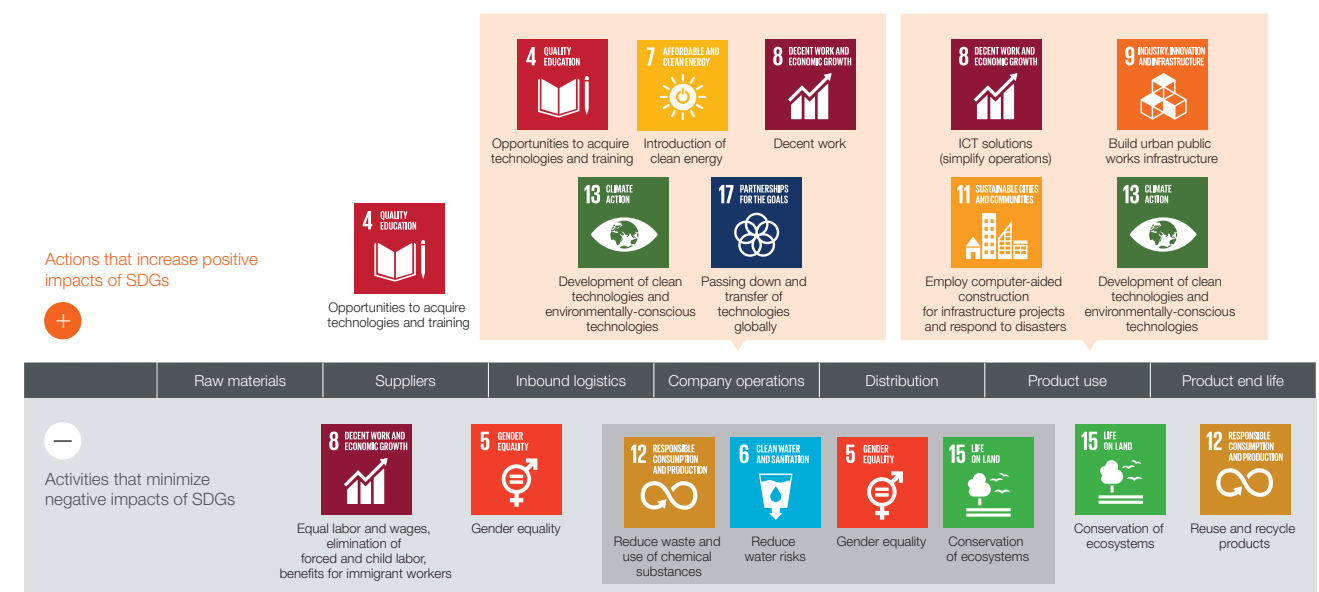 4 QUALITY
EDUCATION
Opportunities to acquire
technologies and training
7 AFFORDABLE AND
CLEAN ENERGY
Introduction of
clean energy
8 DECENT WORK AND
ECONOMIC GROWTH
Decent work
8 DECENT WORK AND
ECONOMIC GROWTH
ICT solutions
(simplify operations)
9 INDUSTRY, INNOVATION
AND INFRASTRUCTURE
Build urban public
works infrastructure
13 CLIMATE
ACTION
Development of clean
technologies and
environmentally-conscious
technologies
17 PARTNERSHIPS
FOR THE GOALS
Passing down and
transfer of
technologies
globally
11 SUSTAINABLE CITIES
AND COMMUNITIES
Employ computer-aided
construction
for infrastructure projects
and respond to disasters
13 CLIMATE
ACTION
Development of clean
technologies and
environmentally-conscious
technologies
Actions that increase positive
impacts of SDGs
+
4 QUALITY
EDUCATION
Opportunities to acquire
technologies and training
Raw materials
Suppliers
Inbound logistics
Company operations
Distribution
Product use
Product end life
—
Activities that minimize
negative impacts of SDGs
8 DECENT WORK AND
ECONOMIC GROWTH
Equal labor and wages,
elimination of
forced and child labor,
benefits for immigrant workers
5 GENDER
EQUALITY
Gender equality
12 RESPONSIBLE
CONSUMPTION
AND PRODUCTION
Reduce waste and
use of chemical
substances
6 CLEAN WATER
AND SANITATION
Reduce
water risks
5 GENDER
EQUALITY
Gender equality
15 LIFE
ON LAND
Conservation
of ecosystems
15 LIFE
ON LAND
Conservation of
ecosystems
12 RESPONSIBLE
CONSUMPTION
AND PRODUCTION
Reuse and recycle
products